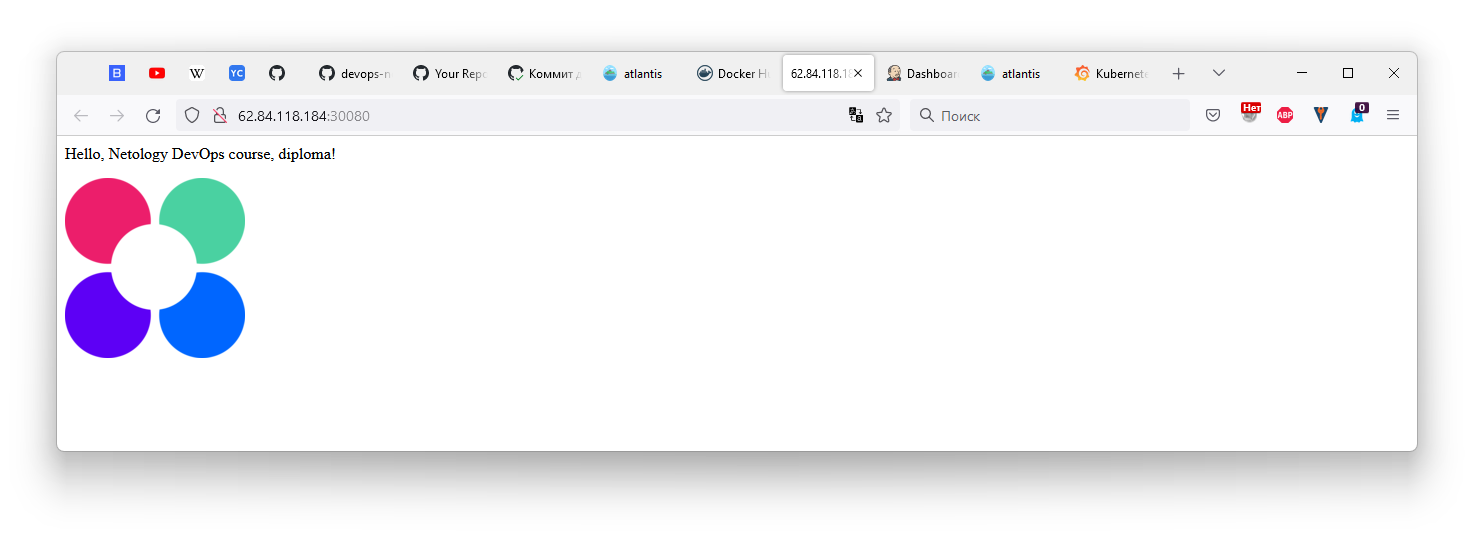 B W YC devops-n Your Repo Коммит д atlantis Docker H 62.84.118.18 Dashboar atlantis Kubernete
62.84.118.184:30080 Поиск Нет ABP 0
Hello, Netology DevOps course, diploma!